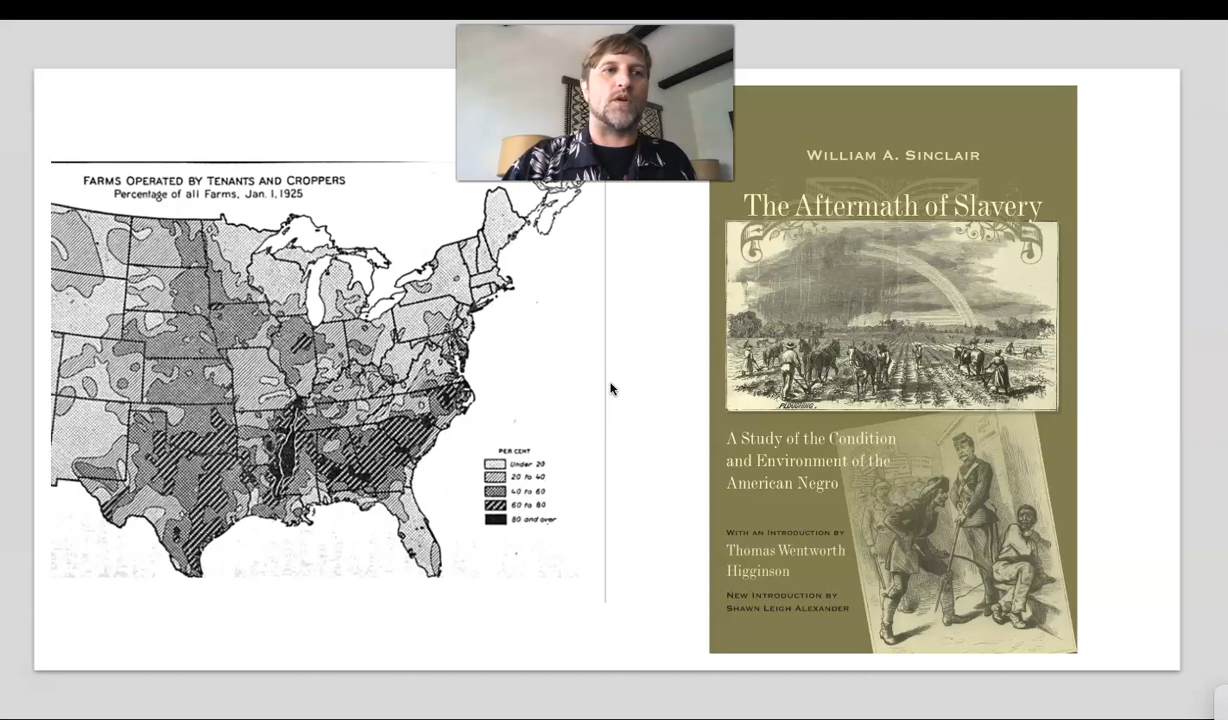 FARMS OPERATED BY TENANTS AND CROPPERS
Percentage of all Farms, Jan. 1, 1925
PER CENT
Under 20
20 to 40
40 to 60
60 to 80
80 and over
WILLIAM A. SINCLAIR
The Aftermath of Slavery
PLOUGHING.
A Study of the Condition
and Environment of the
American Negro
WITH AN INTRODUCTION BY
Thomas Wentworth
Higginson
NEW INTRODUCTION BY
SHAWN LEIGH ALEXANDER